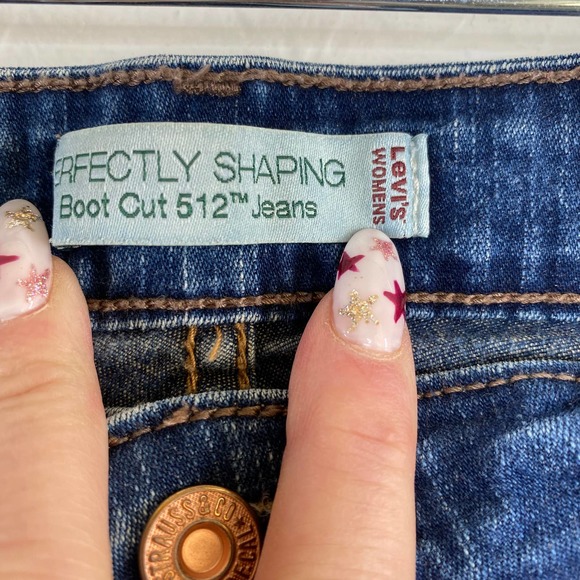 ERFECTLY SHAPING
Boot Cut 512™ Jeans
Levi's
WOMENS
STRAUSS & CO